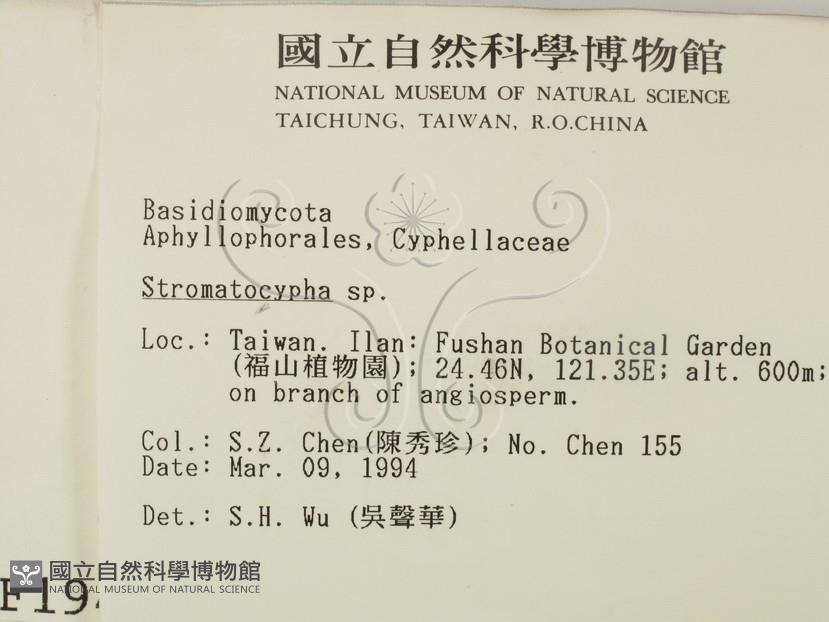 國立自然科學博物館
NATIONAL MUSEUM OF NATURAL SCIENCE
TAICHUNG, TAIWAN, R.O.CHINA
Basidiomycota
Aphyllophorales, Cyphellaceae
Stromatocypha sp.
Loc.: Taiwan. Ilan: Fushan Botanical Garden
(福山植物園); 24.46N, 121.35E; alt. 600m;
on branch of angiosperm.
Col.: S.Z. Chen(陳秀珍); No. Chen 155
Date: Mar. 09, 1994
Det.: S.H. Wu (吳聲華)
國立自然科學博物館
NATIONAL MUSEUM OF NATURAL SCIENCE